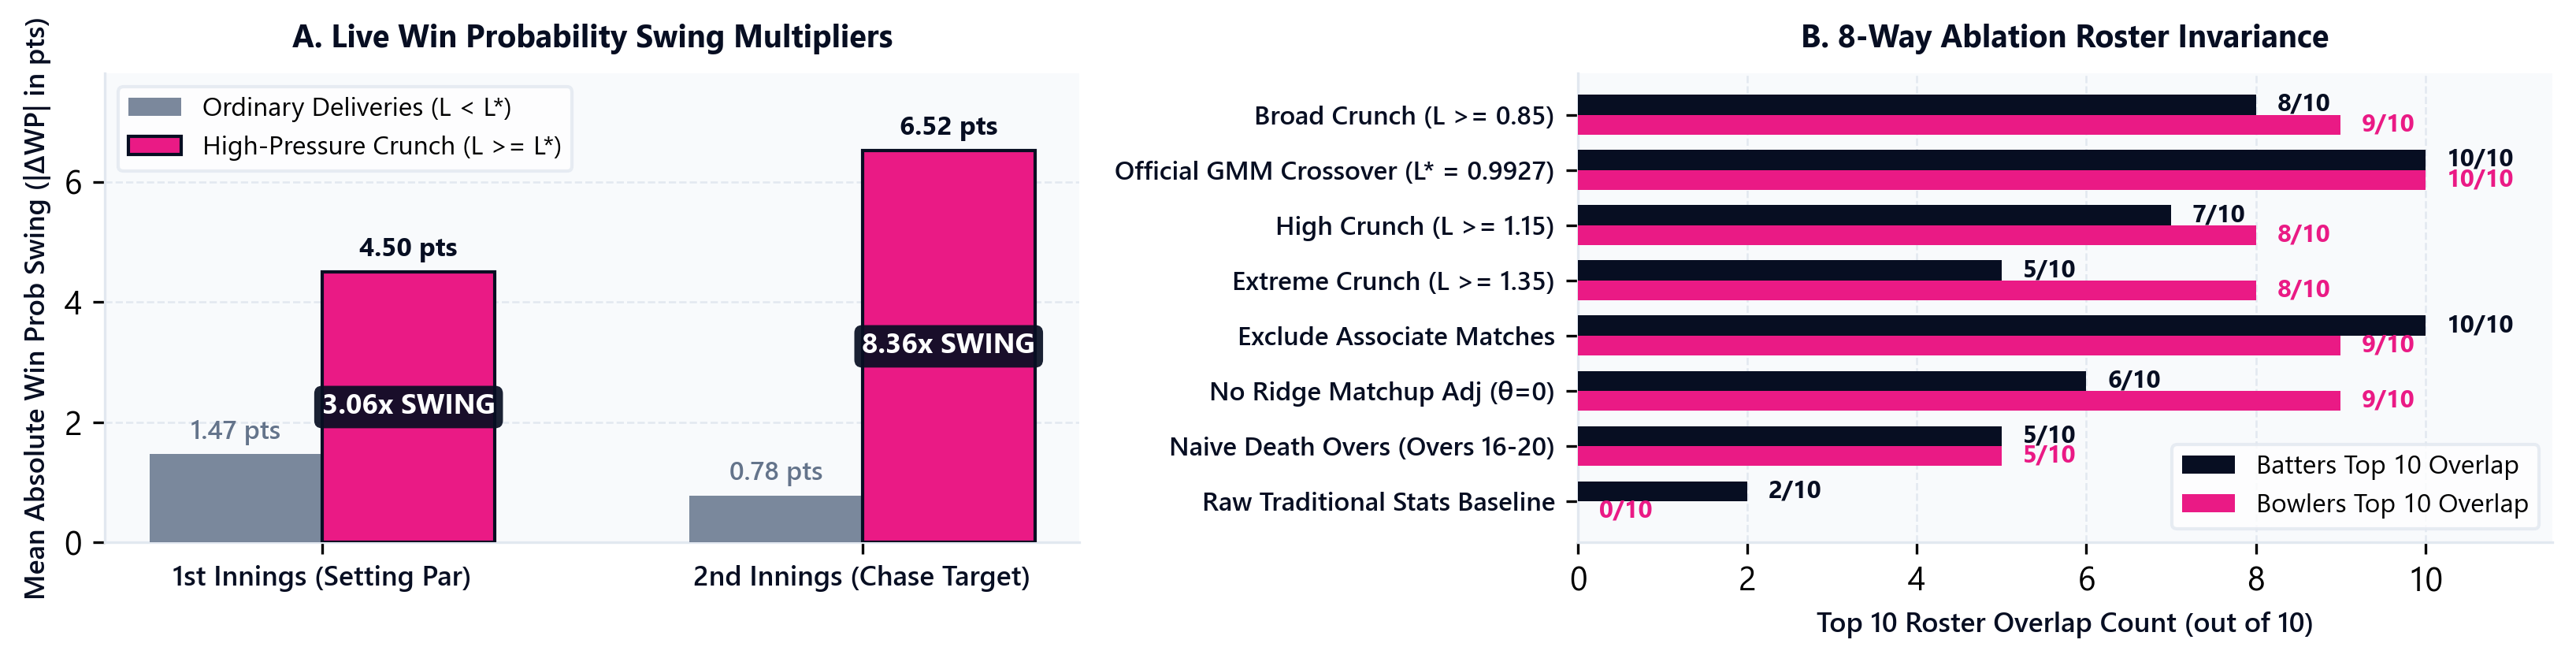 A. Live Win Probability Swing Multipliers
Mean Absolute Win Prob Swing (|ΔWP| in pts)
Ordinary Deliveries (L < L*)
High-Pressure Crunch (L >= L*)
6
4
2
0
1.47 pts
4.50 pts
3.06x SWING
0.78 pts
6.52 pts
8.36x SWING
1st Innings (Setting Par)
2nd Innings (Chase Target)
B. 8-Way Ablation Roster Invariance
Broad Crunch (L >= 0.85)
8/10
9/10
Official GMM Crossover (L* = 0.9927)
10/10
10/10
High Crunch (L >= 1.15)
7/10
8/10
Extreme Crunch (L >= 1.35)
5/10
8/10
Exclude Associate Matches
10/10
9/10
No Ridge Matchup Adj (θ=0)
6/10
9/10
Naive Death Overs (Overs 16-20)
5/10
5/10
Raw Traditional Stats Baseline
2/10
0/10
Batters Top 10 Overlap
Bowlers Top 10 Overlap
0 2 4 6 8 10
Top 10 Roster Overlap Count (out of 10)